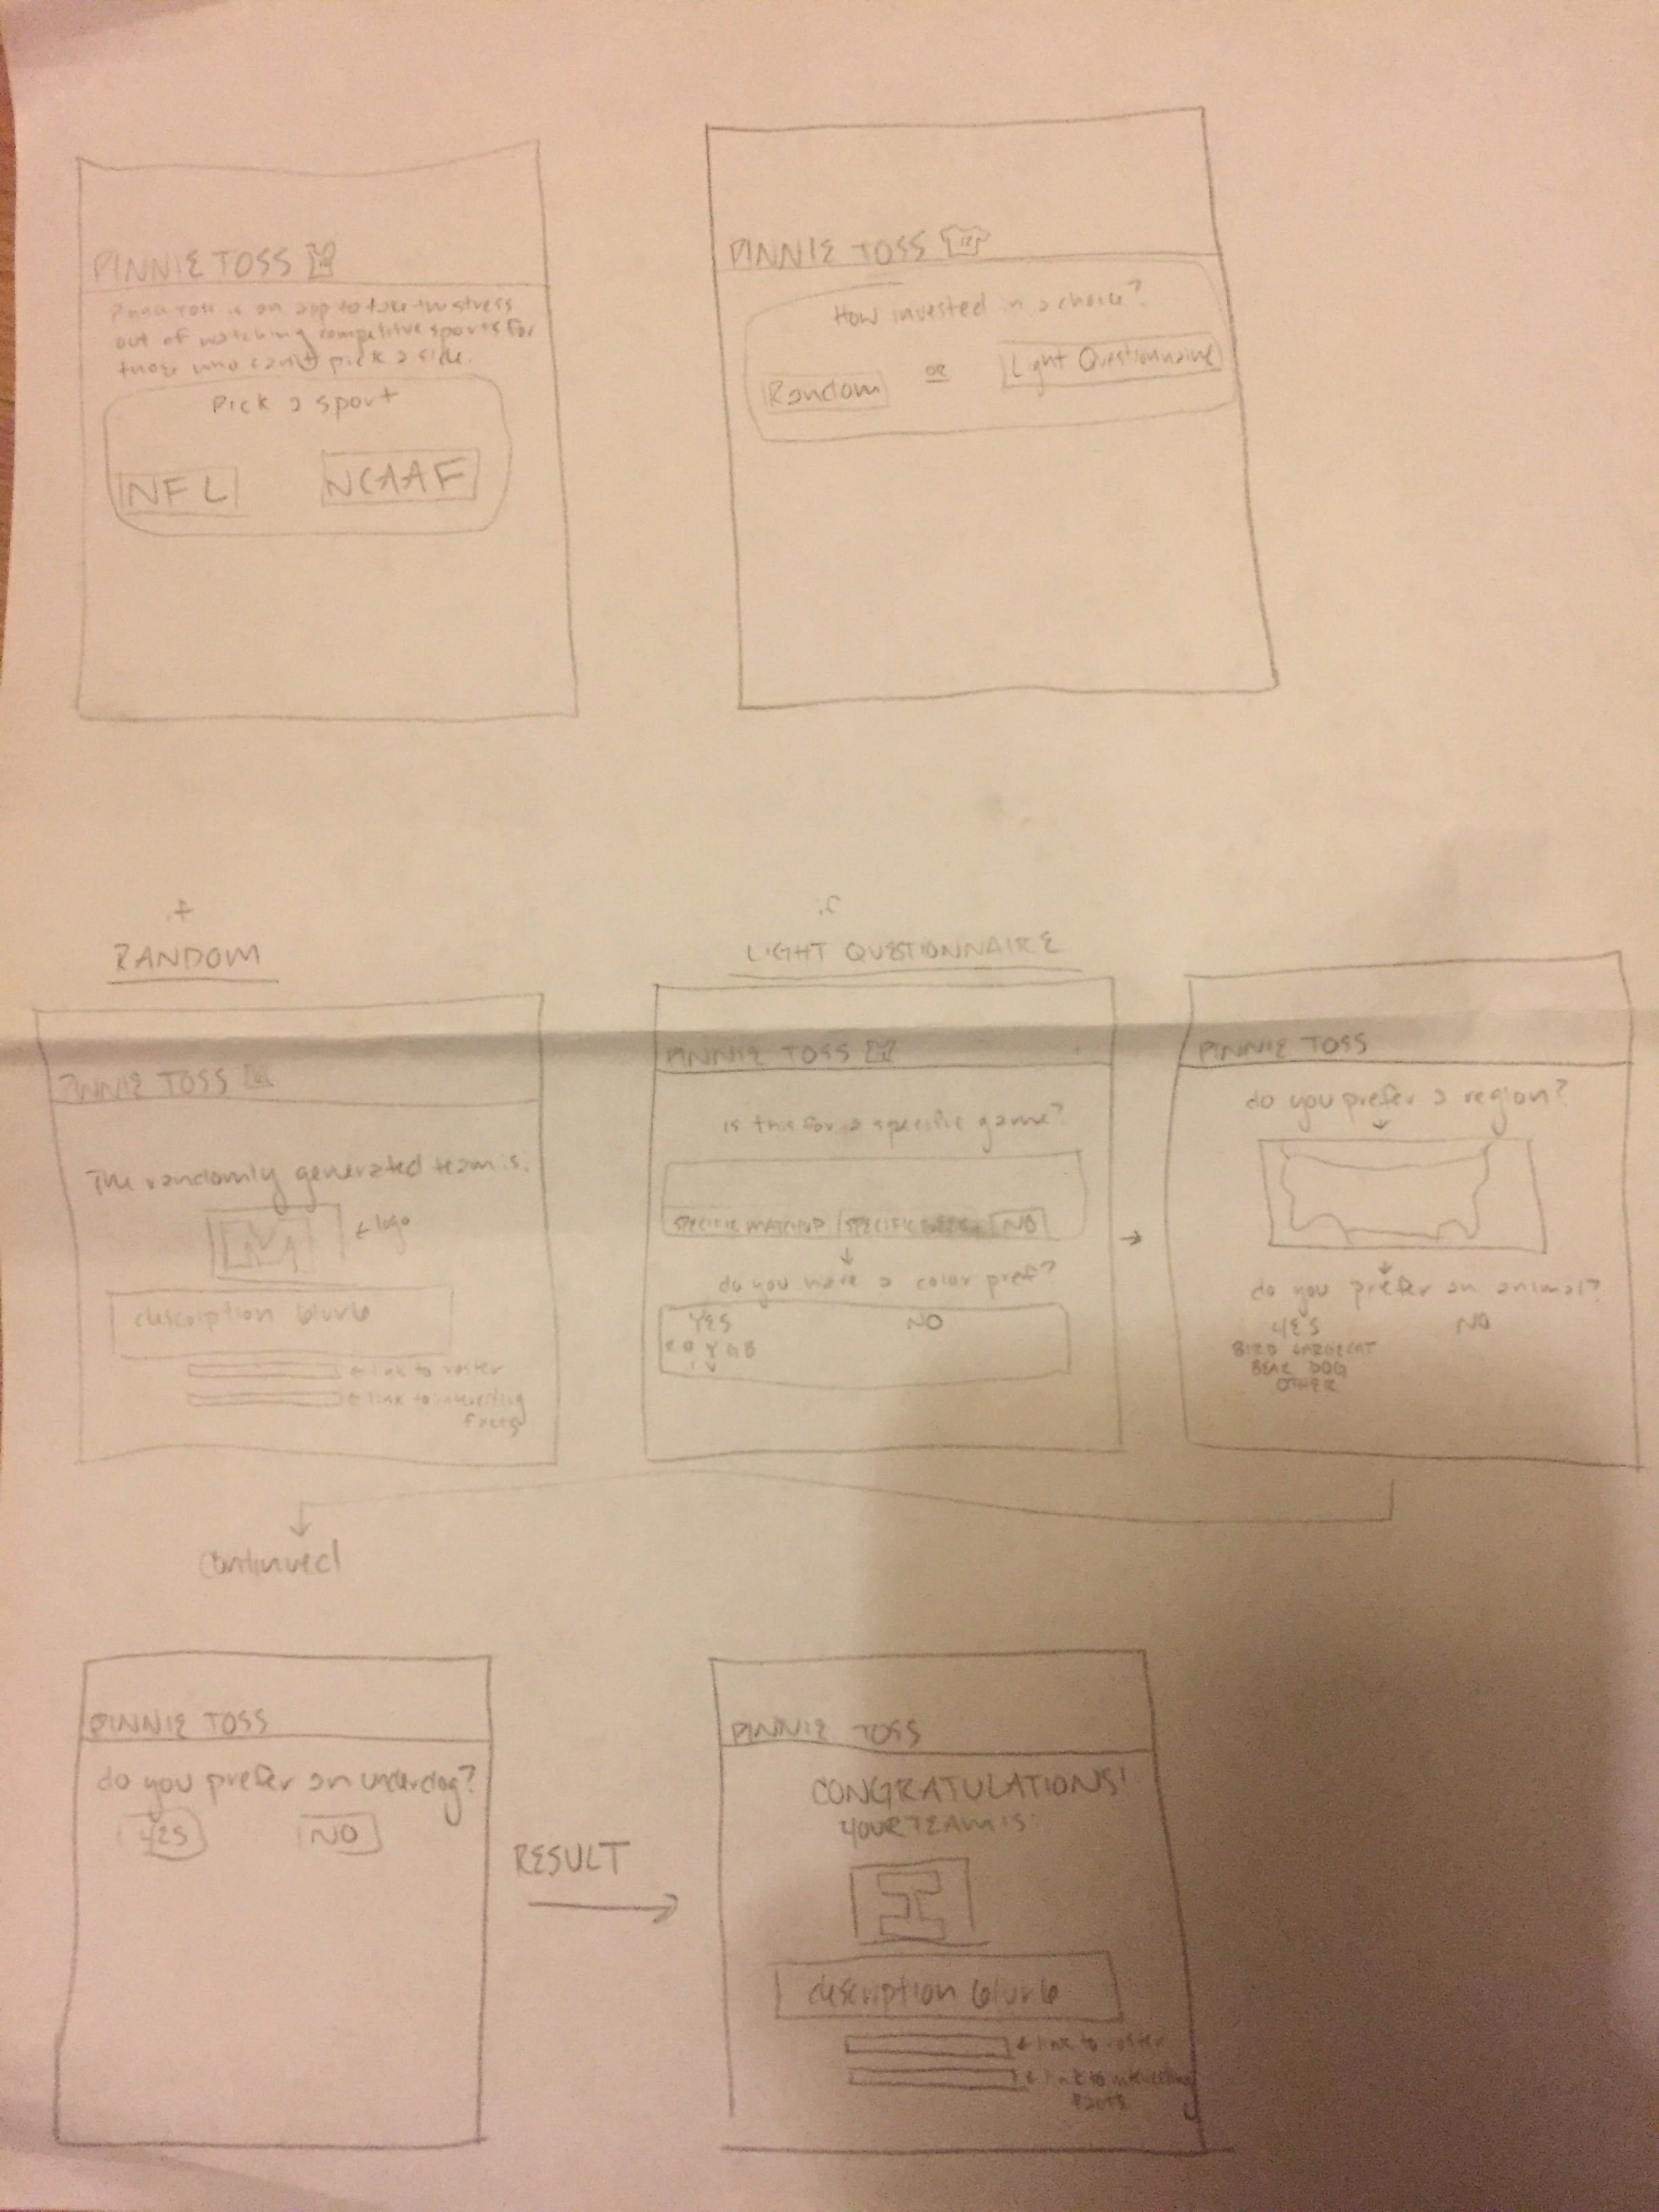 PINNIE TOSS
Pinnie Toss is an app to take the stress
out of watching competitive sports for
those who can't pick a side.
Pick a sport
NFL
NCAAF
PINNIE TOSS
How invested in a choice?
Random
OR
Light Questionnaire
if
RANDOM
PINNIE TOSS
The randomly generated team is:
← logo
description blurb
← link to roster
← link to interesting
facts
if
LIGHT QUESTIONNAIRE
PINNIE TOSS
is this for a specific game?
SPECIFIC MATCHUP
SPECIFIC
NO
do you have a color pref?
YES
NO
R O Y G B
I V
PINNIE TOSS
do you prefer a region?
do you prefer an animal?
YES
NO
BIRD LARGE CAT
BEAR DOG
OTHER
continued
PINNIE TOSS
do you prefer an underdog?
YES
NO
RESULT
PINNIE TOSS
CONGRATULATIONS!
YOUR TEAM IS:
description blurb
← link to roster
← link to interesting
facts